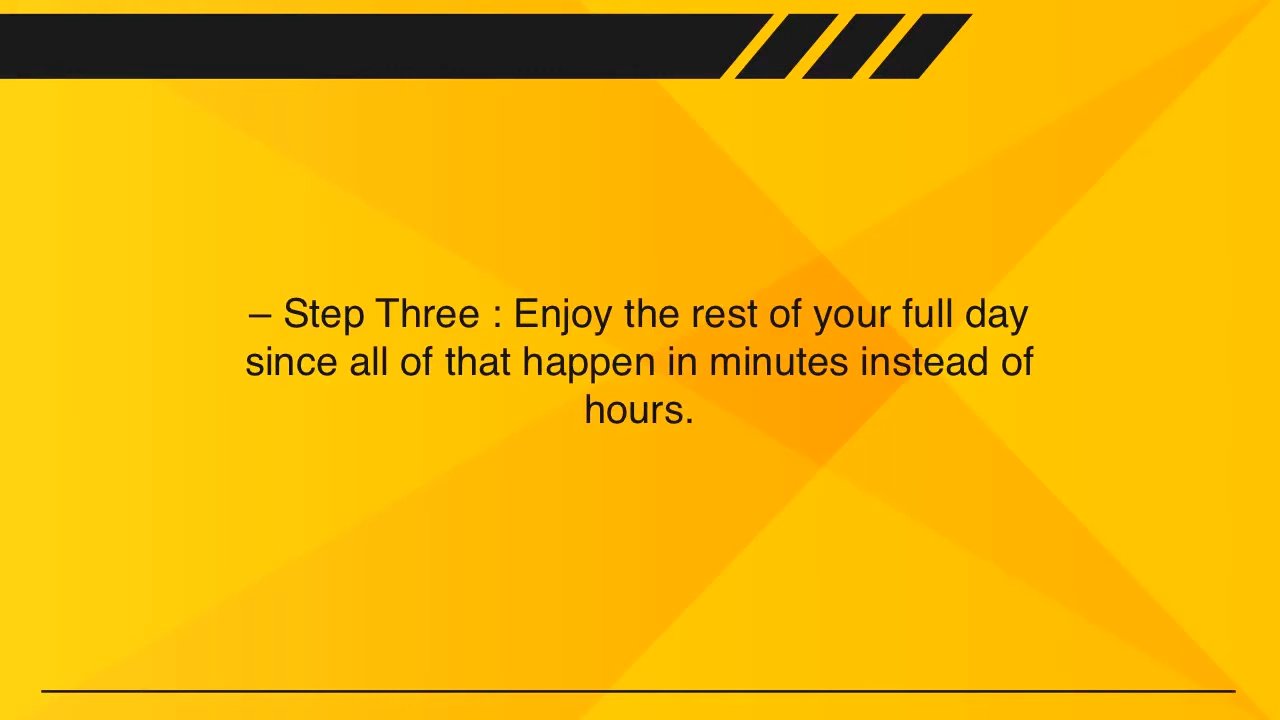 – Step Three : Enjoy the rest of your full day
since all of that happen in minutes instead of
hours.